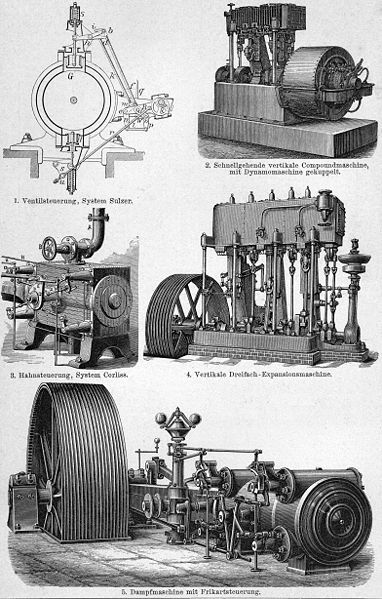 1. Ventilsteuerung, System Sulzer.
2. Schnellgehende vertikale Compoundmaschine,
mit Dynamomaschine gekuppelt.
3. Hahnsteuerung, System Corliss.
4. Vertikale Dreifach-Expansionsmaschine.
5. Dampfmaschine mit Frikartsteuerung.